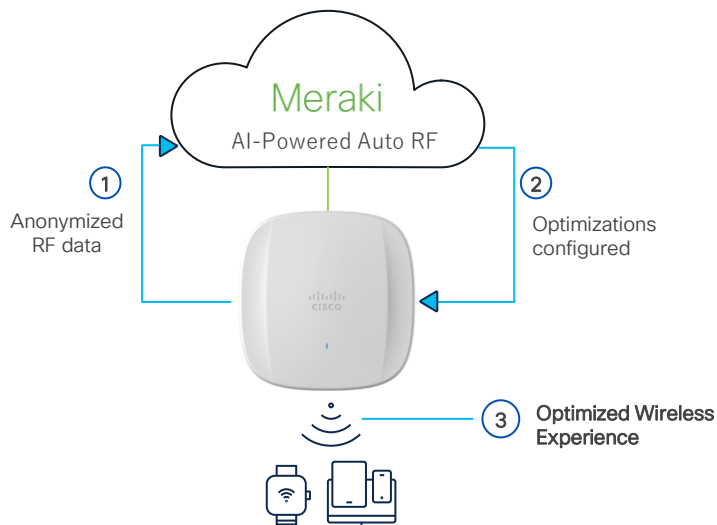 Meraki
AI-Powered Auto RF
1
Anonymized
RF data
2
Optimizations
configured
CISCO
3
Optimized Wireless
Experience